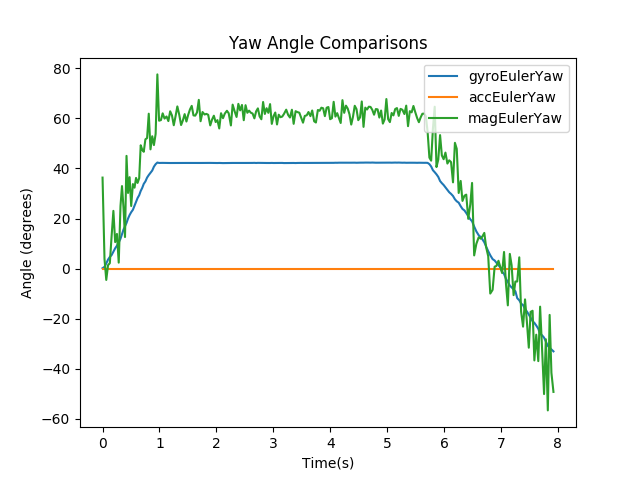 Yaw Angle Comparisons
gyroEulerYaw
accEulerYaw
magEulerYaw
Angle (degrees)
80
60
40
20
0
−20
−40
−60
0 1 2 3 4 5 6 7 8
Time(s)